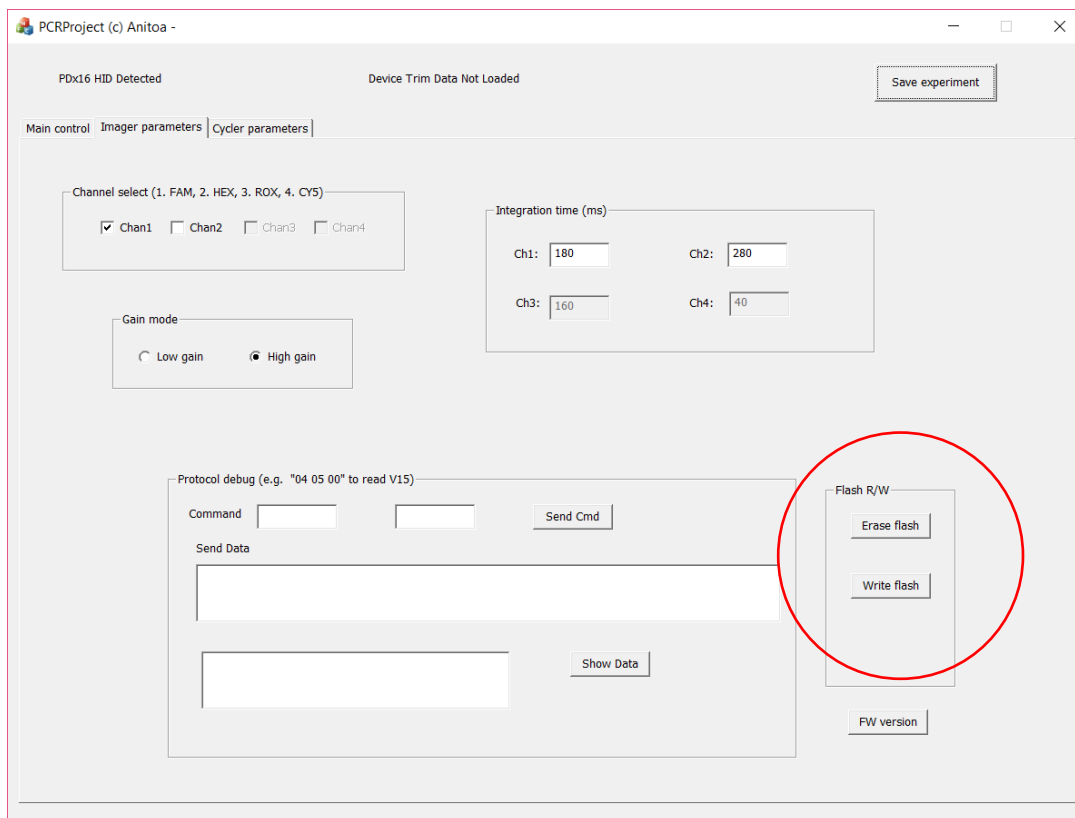 PCRProject (c) Anitoa -
PDx16 HID Detected
Device Trim Data Not Loaded
Save experiment
Main control
Imager parameters
Cycler parameters
Channel select (1. FAM, 2. HEX, 3. ROX, 4. CY5)
Chan1
Chan2
Chan3
Chan4
Integration time (ms)
Ch1:
180
Ch2:
280
Ch3:
160
Ch4:
40
Gain mode
Low gain
High gain
Protocol debug (e.g. "04 05 00" to read V15)
Command
Send Cmd
Send Data
Show Data
Flash R/W
Erase flash
Write flash
FW version